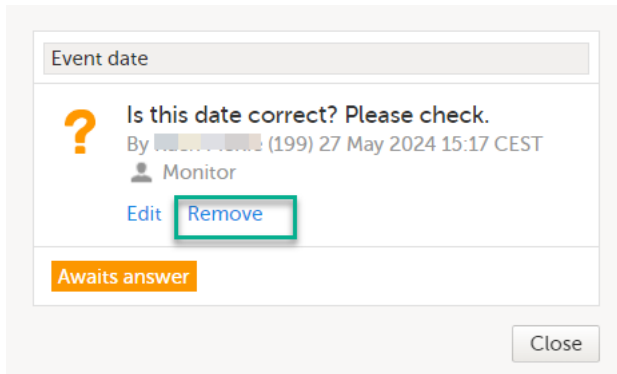 Event date
Is this date correct? Please check.
By (199) 27 May 2024 15:17 CEST
Monitor
Edit Remove
Awaits answer
Close